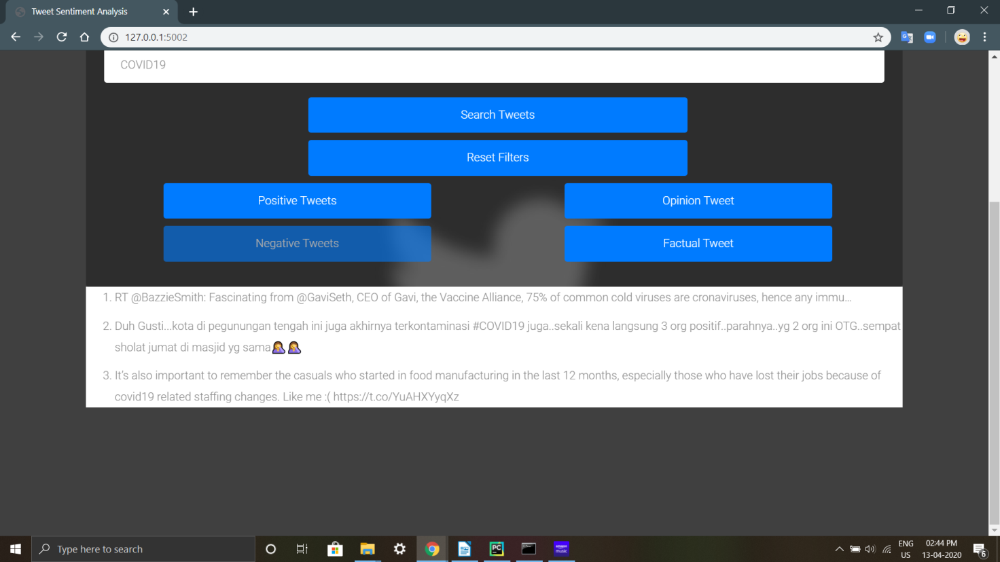 Tweet Sentiment Analysis
127.0.0.1:5002
COVID19
Search Tweets
Reset Filters
Positive Tweets
Opinion Tweet
Negative Tweets
Factual Tweet
1. RT @BazzieSmith: Fascinating from @GaviSeth, CEO of Gavi, the Vaccine Alliance, 75% of common cold viruses are cronaviruses, hence any immu…
2. Duh Gusti...kota di pegunungan tengah ini juga akhirnya terkontaminasi #COVID19 juga..sekali kena langsung 3 org positif..parahnya..yg 2 org ini OTG..sempat
sholat jumat di masjid yg sama🤦‍♀️🤦‍♀️
3. It’s also important to remember the casuals who started in food manufacturing in the last 12 months, especially those who have lost their jobs because of
covid19 related staffing changes. Like me :( https://t.co/YuAHXYyqXz
Type here to search
PC
amazon
music
ENG
US
02:44 PM
13-04-2020
6